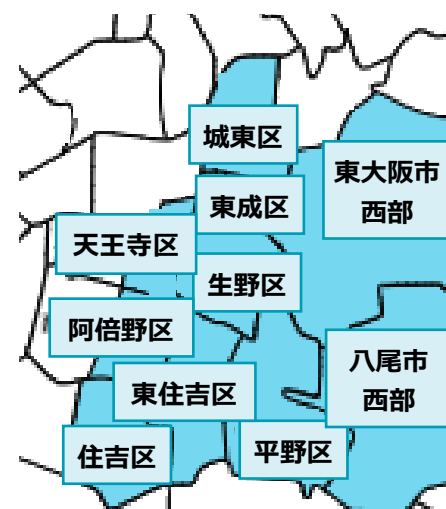 城東区
東大阪市
西部
東成区
天王寺区
生野区
阿倍野区
八尾市
西部
東住吉区
住吉区
平野区